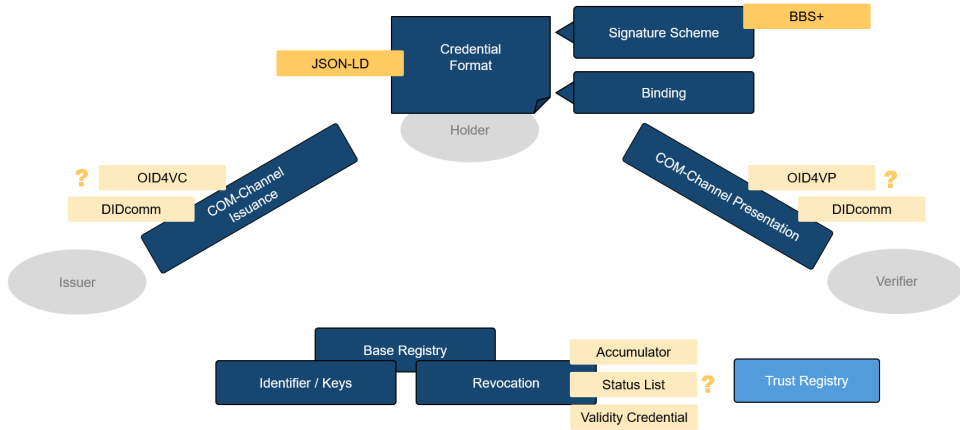 BBS+
Signature Scheme
Credential
Format
JSON-LD
Binding
Holder
COM-Channel
Issuance
? OID4VC
DIDcomm
COM-Channel Presentation
OID4VP ?
DIDcomm
Issuer
Verifier
Base Registry
Identifier / Keys
Revocation
Accumulator
Status List ?
Validity Credential
Trust Registry